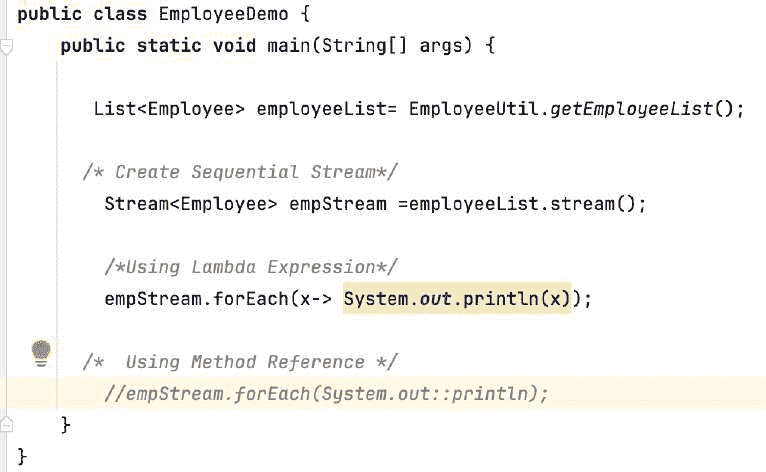 public class EmployeeDemo {
public static void main(String[] args) {
List<Employee> employeeList= EmployeeUtil.getEmployeeList();
/* Create Sequential Stream*/
Stream<Employee> empStream =employeeList.stream();
/*Using Lambda Expression*/
empStream.forEach(x-> System.out.println(x));
/*  Using Method Reference */
//empStream.forEach(System.out::println);
}
}